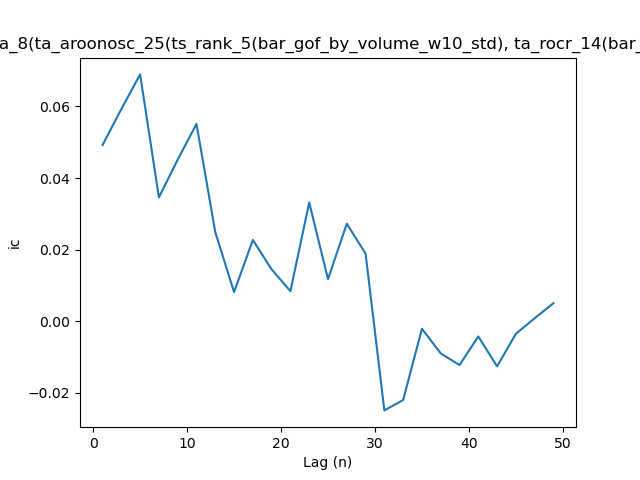 a_8(ta_aroonosc_25(ts_rank_5(bar_gof_by_volume_w10_std), ta_rocr_14(bar_
0.06
0.04
0.02
0.00
−0.02
ic
0 10 20 30 40 50
Lag (n)